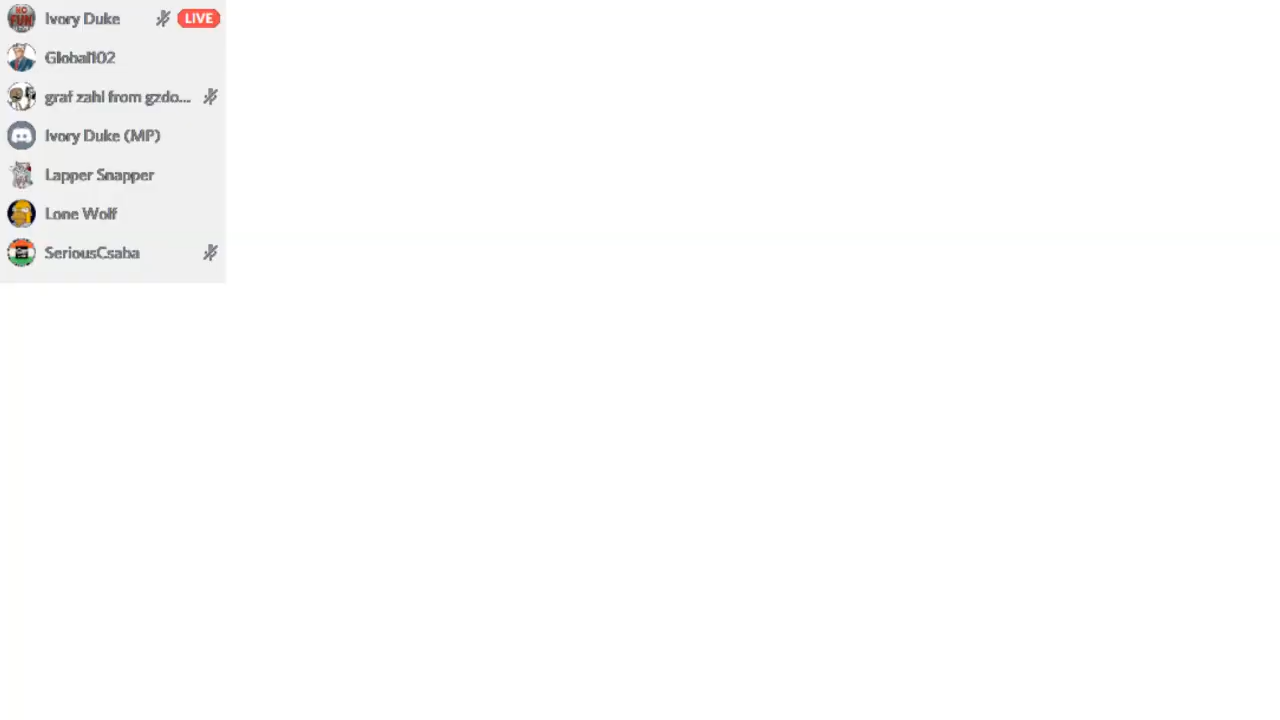 Ivory Duke LIVE
Global102
graf zahl from gzdo...
Ivory Duke (MP)
Lapper Snapper
Lone Wolf
SeriousCsaba